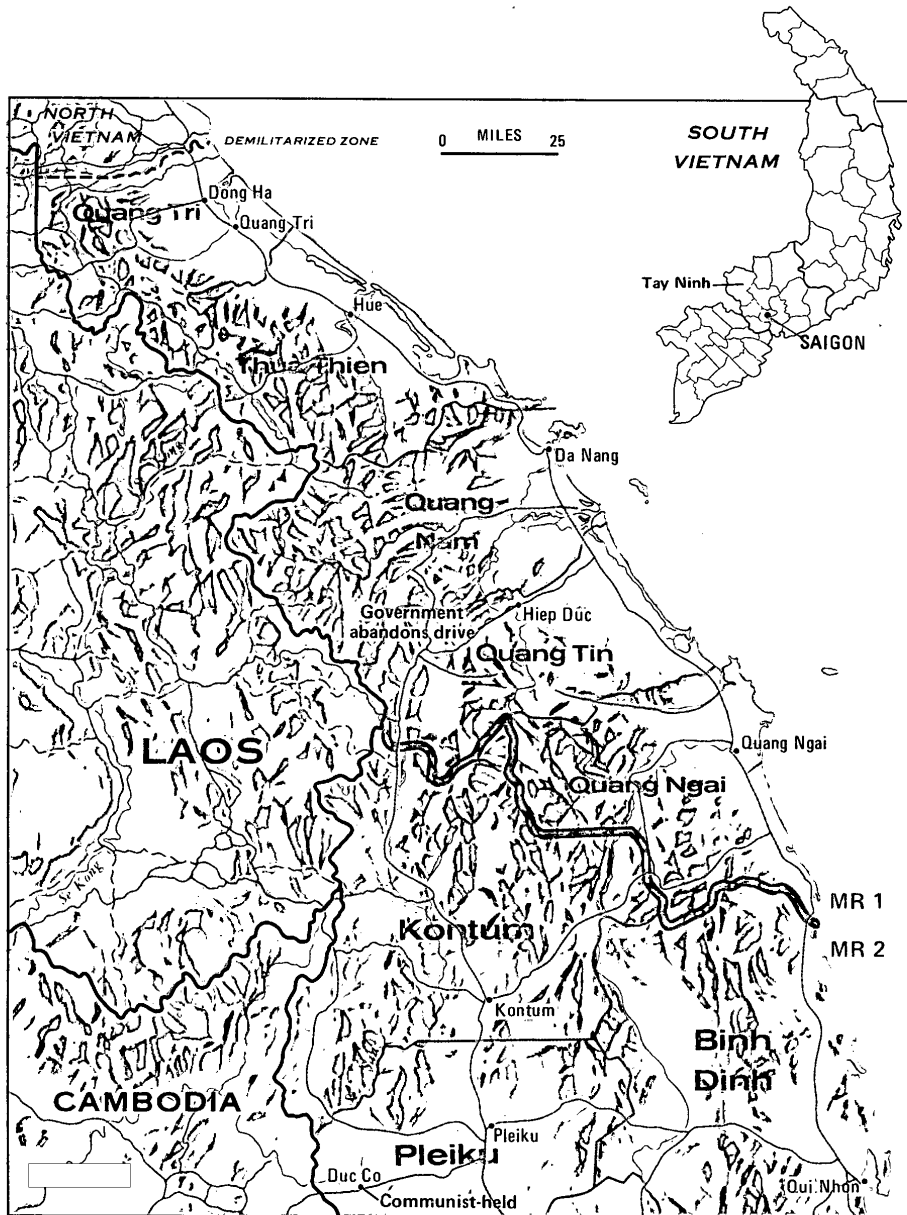 NORTH
VIETNAM
DEMILITARIZED ZONE
0 MILES 25
SOUTH
VIETNAM
Dong Ha
Quang Tri
Quang Tri
Tay Ninh
Hue
SAIGON
Thua Thien
Da Nang
Quang
Nam
Government
abandons drive
Hiep Duc
Quang Tin
LAOS
Quang Ngai
Quang Ngai
Se Kong
MR 1
Kontum
MR 2
Kontum
Binh
Dinh
CAMBODIA
Pleiku
Pleiku
Duc Co
Communist-held
Qui Nhon